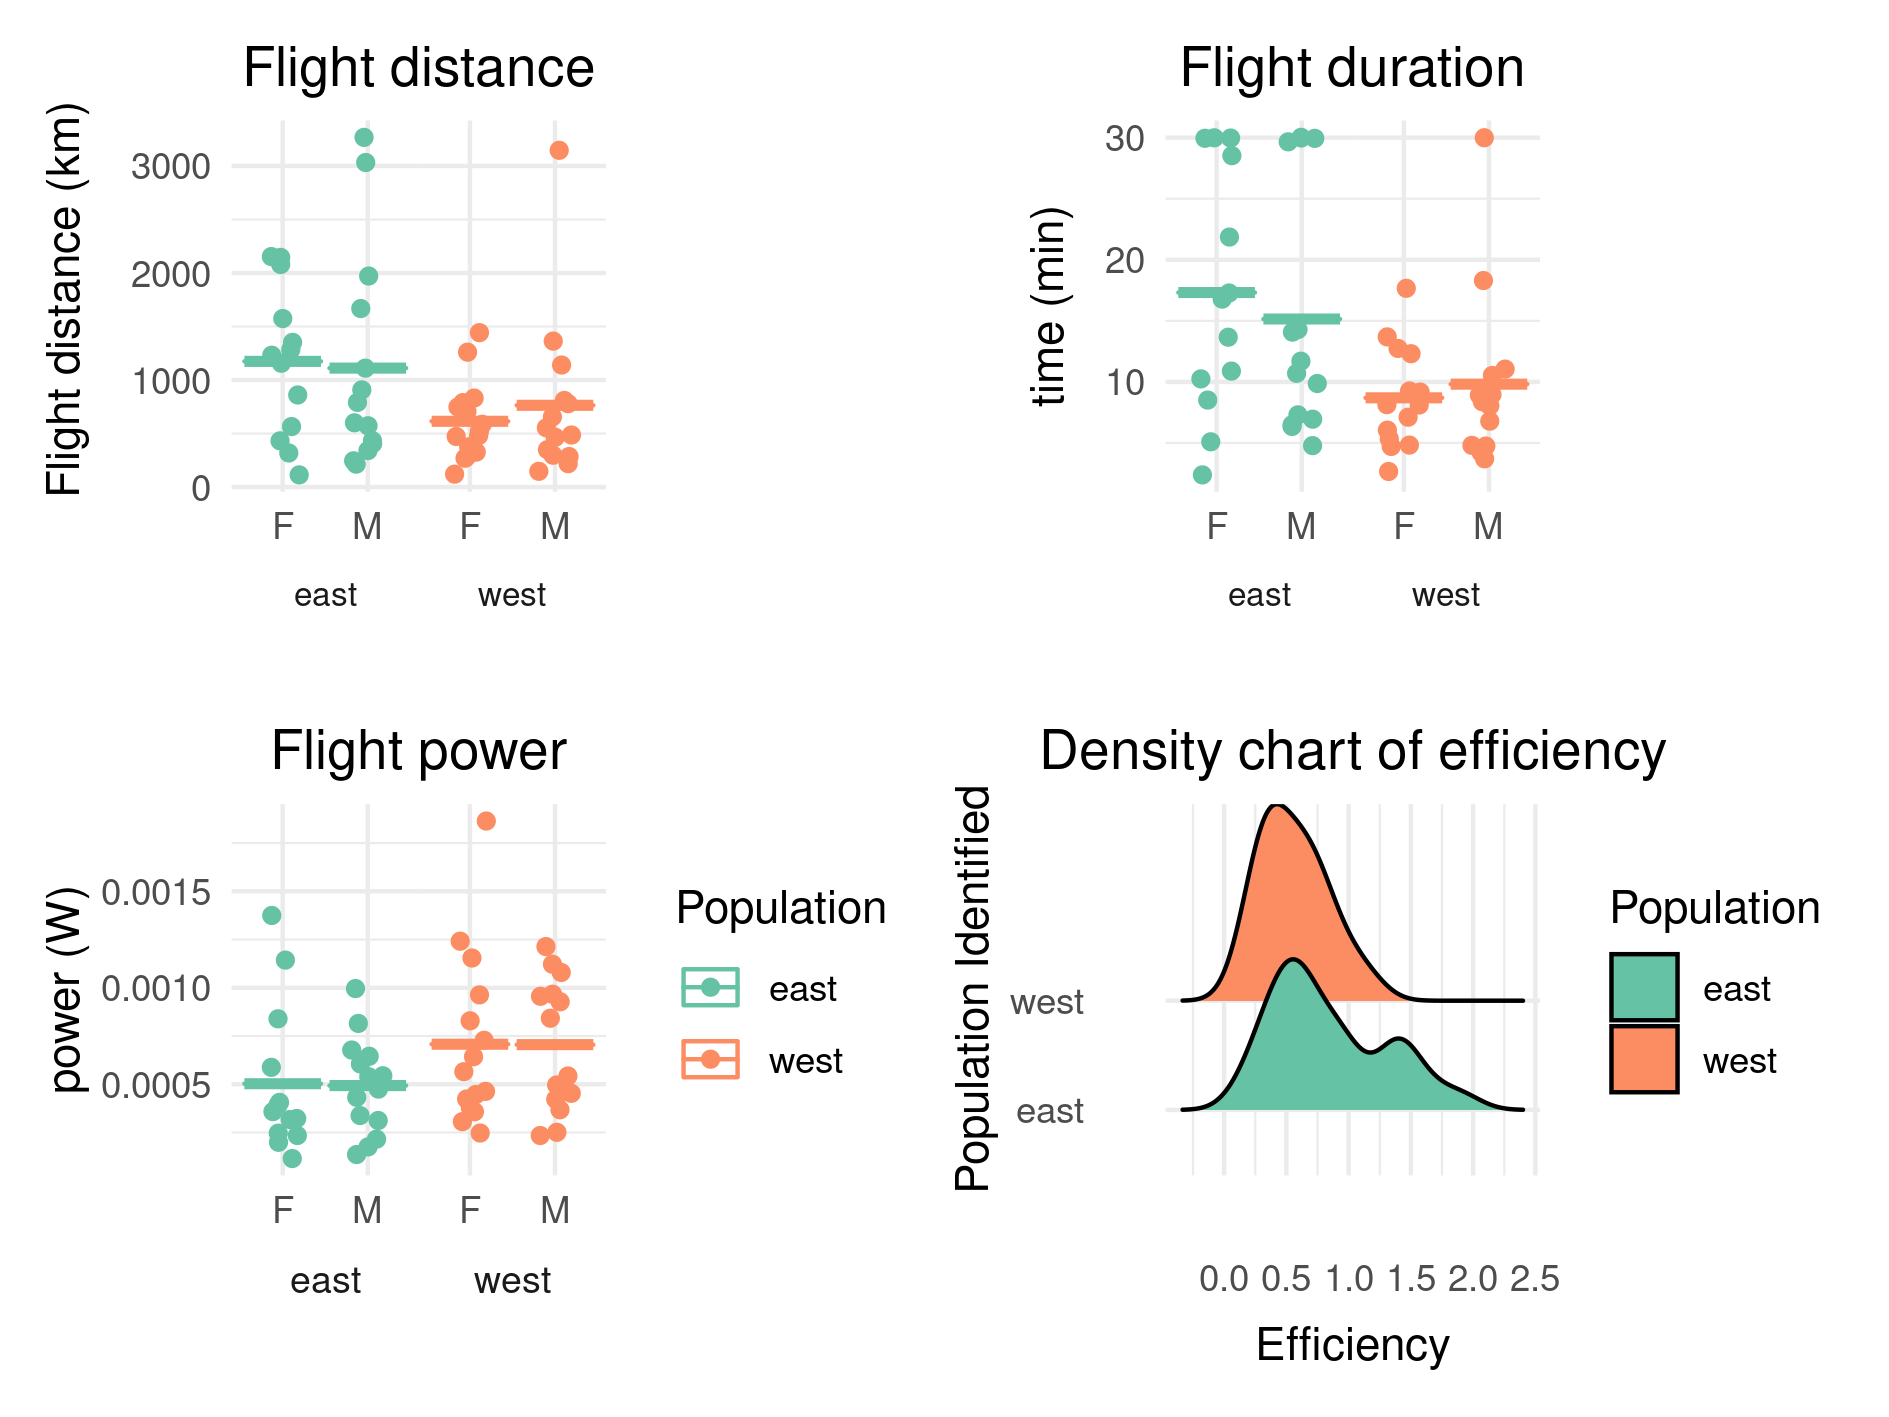 Flight distance
Flight distance (km)
3000
2000
1000
0
F M F M
east west
Flight duration
time (min)
30
20
10
F M F M
east west
Flight power
power (W)
0.0015
0.0010
0.0005
F M F M
east west
Population
east
west
Density chart of efficiency
Population Identified
west
east
0.0 0.5 1.0 1.5 2.0 2.5
Efficiency
Population
east
west